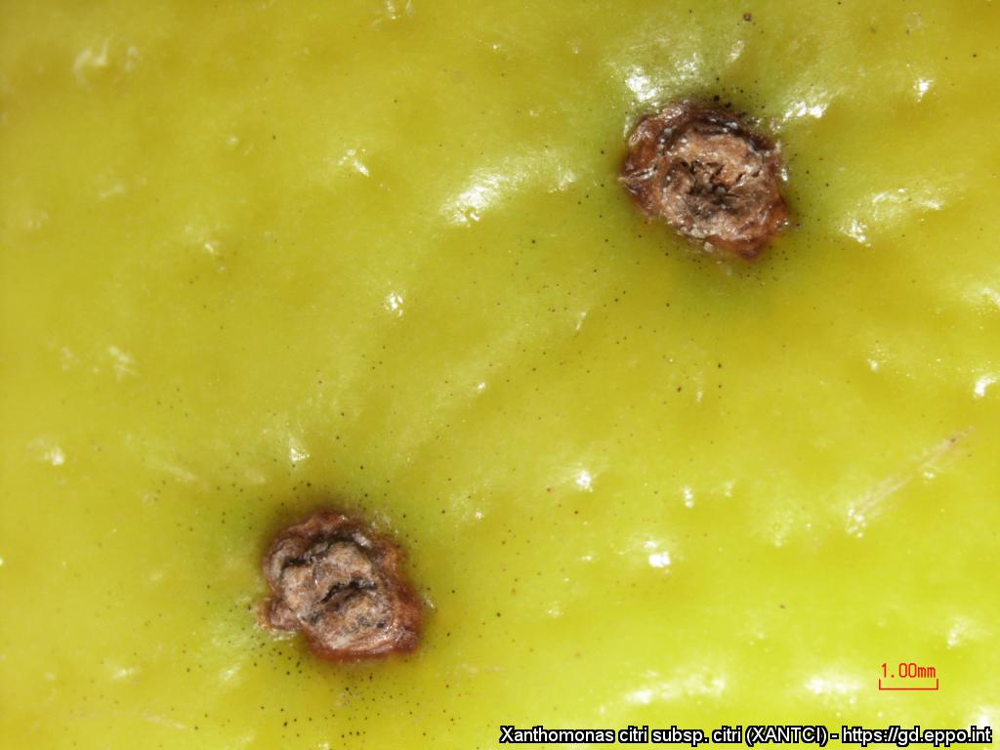 1.00mm
Xanthomonas citri subsp. citri (XANTCI) - https://gd.eppo.int